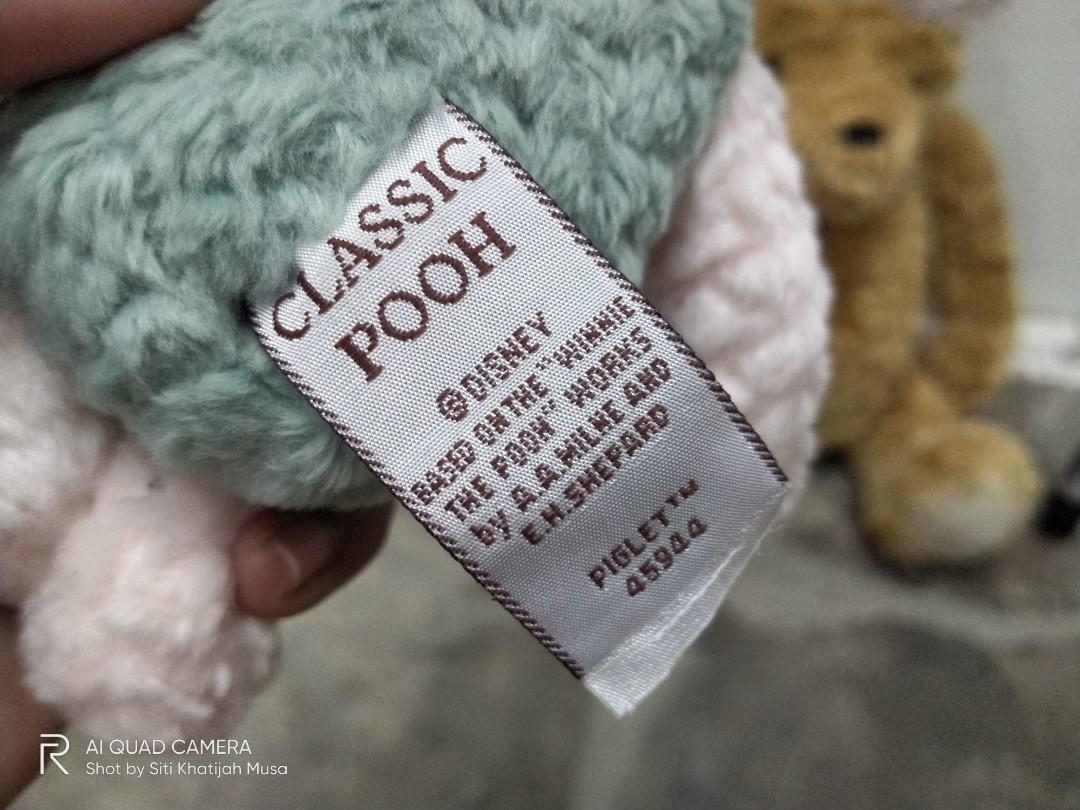 CLASSIC
POOH
©DISNEY
BASED ON THE "WINNIE
THE POOH" WORKS
by A.A.MILNE AND
E.H.SHEPARD
PIGLET™
45944
AI QUAD CAMERA
Shot by Siti Khatijah Musa